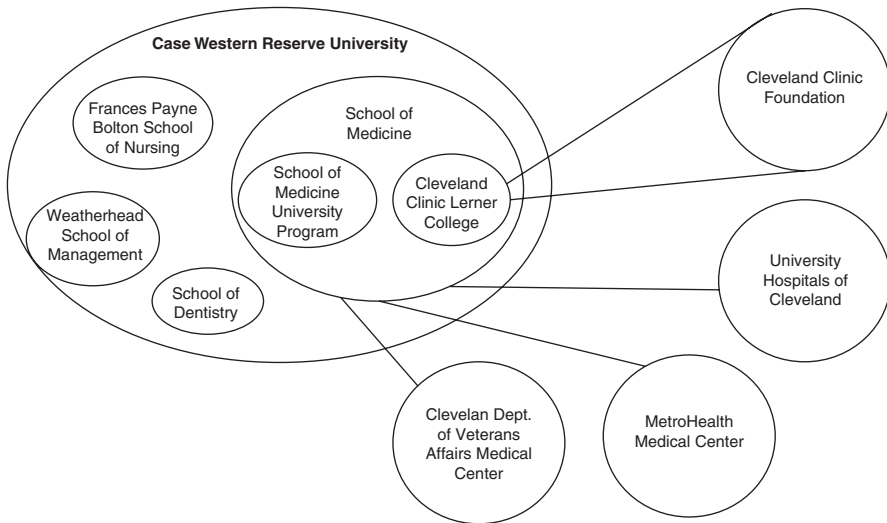 Case Western Reserve University
Frances Payne
Bolton School
of Nursing
School of
Medicine
School of
Medicine
University
Program
Cleveland
Clinic Lerner
College
Weatherhead
School of
Management
School of
Dentistry
Cleveland Clinic
Foundation
University
Hospitals of
Cleveland
Clevelan Dept.
of Veterans
Affairs Medical
Center
MetroHealth
Medical Center